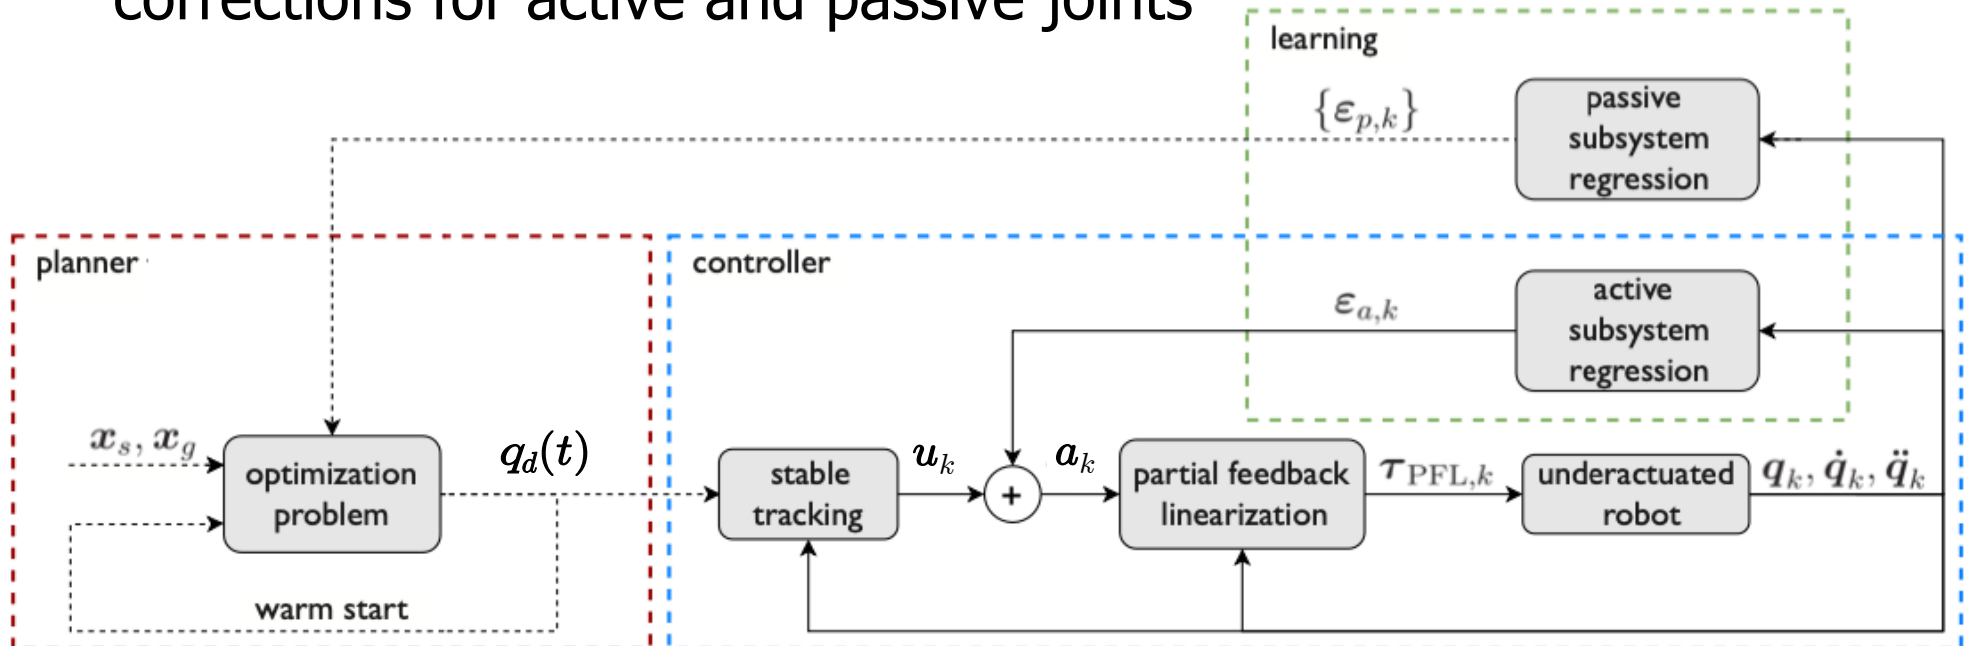 corrections for active and passive joints
learning
{ε_{p,k}}
passive
subsystem
regression
planner
controller
ε_{a,k}
active
subsystem
regression
x_s, x_g
optimization
problem
q_d(t)
stable
tracking
u_k
+
a_k
partial feedback
linearization
τ_{PFL,k}
underactuated
robot
q_k, q̇_k, q̈_k
warm start